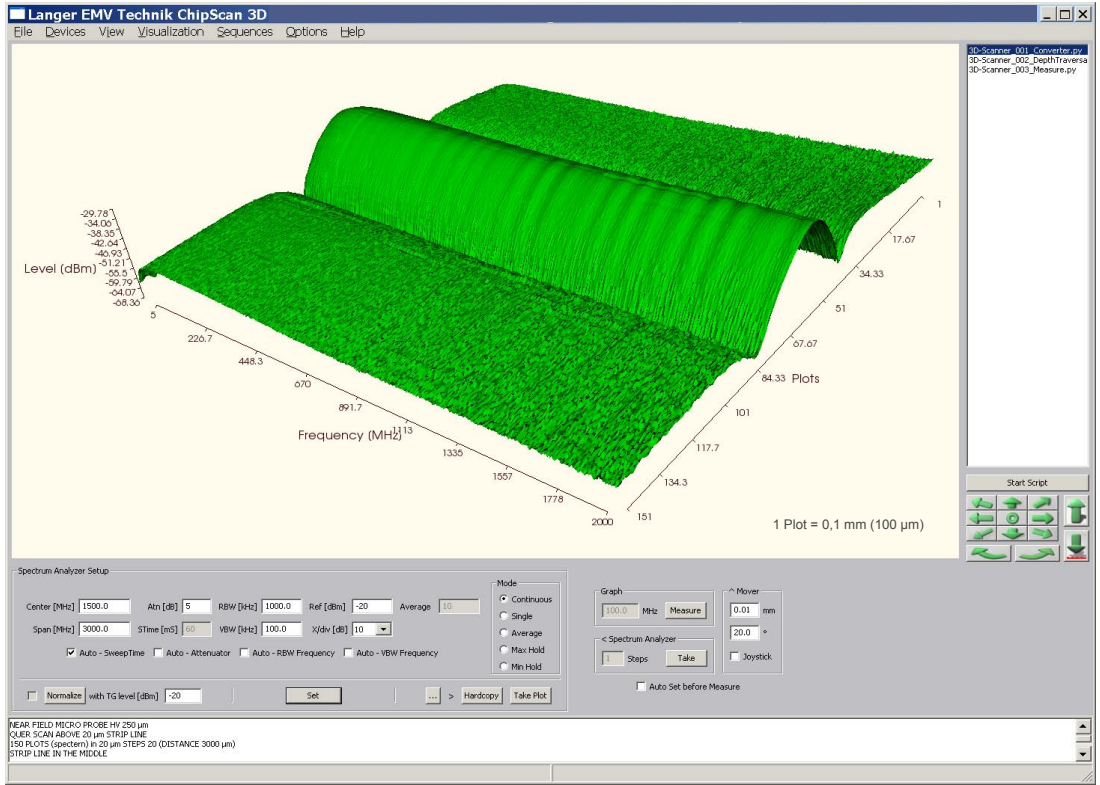 Langer EMV Technik ChipScan 3D
File Devices View Visualization Sequences Options Help
3D-Scanner_001_Converter.py
3D-Scanner_002_DepthTraversa
3D-Scanner_003_Measure.py
-29.78
-34.06
-38.35
-42.64
-46.93
-51.21
-55.5
-59.79
-64.07
-68.36
Level [dBm]
5
226.7
448.3
670
891.7
1113
1335
1557
1778
2000
Frequency [MHz]
1
17.67
34.33
51
67.67
84.33 Plots
101
117.7
134.3
151
1 Plot = 0,1 mm (100 µm)
Start Script
Spectrum Analyzer Setup
Center [MHz] 1500.0 Atn [dB] 5 RBW [kHz] 1000.0 Ref [dBm] -20 Average 10
Span [MHz] 3000.0 STime [mS] 60 VBW [kHz] 100.0 X/div [dB] 10
Auto - SweepTime Auto - Attenuator Auto - RBW Frequency Auto - VBW Frequency
Mode
Continuous
Single
Average
Max Hold
Min Hold
Normalize with TG level [dBm] -20 Set ... > Hardcopy Take Plot
Graph
100.0 MHz Measure
< Spectrum Analyzer
1 Steps Take
^ Mover
0.01 mm
20.0 °
Joystick
Auto Set before Measure
NEAR FIELD MICRO PROBE HV 250 µm
QUER SCAN ABOVE 20 µm STRIP LINE
150 PLOTS (spectern) in 20 µm STEPS 20 (DISTANCE 3000 µm)
STRIP LINE IN THE MIDDLE